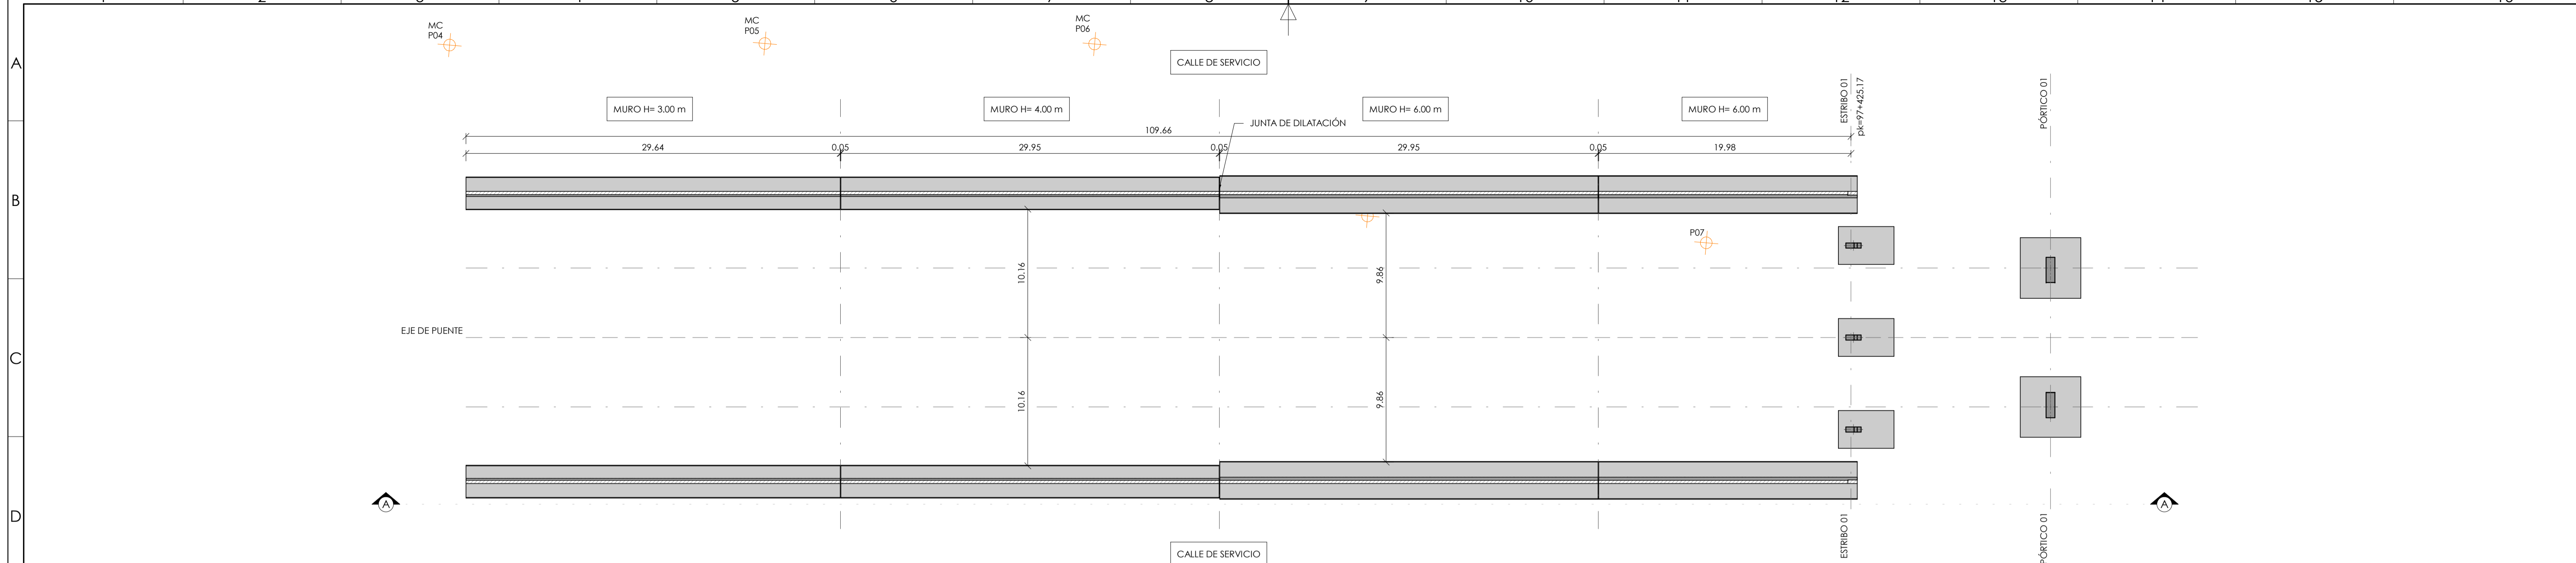 MC
P04
MC
P05
MC
P06
CALLE DE SERVICIO
A
MURO H= 3.00 m
MURO H= 4.00 m
MURO H= 6.00 m
MURO H= 6.00 m
ESTRIBO 01
pk=97+425.17
PÓRTICO 01
JUNTA DE DILATACIÓN
109.66
29.64
0.05
29.95
0.05
29.95
0.05
19.98
B
P07
10.16
9.86
EJE DE PUENTE
C
10.16
9.86
A
A
D
ESTRIBO 01
PÓRTICO 01
CALLE DE SERVICIO